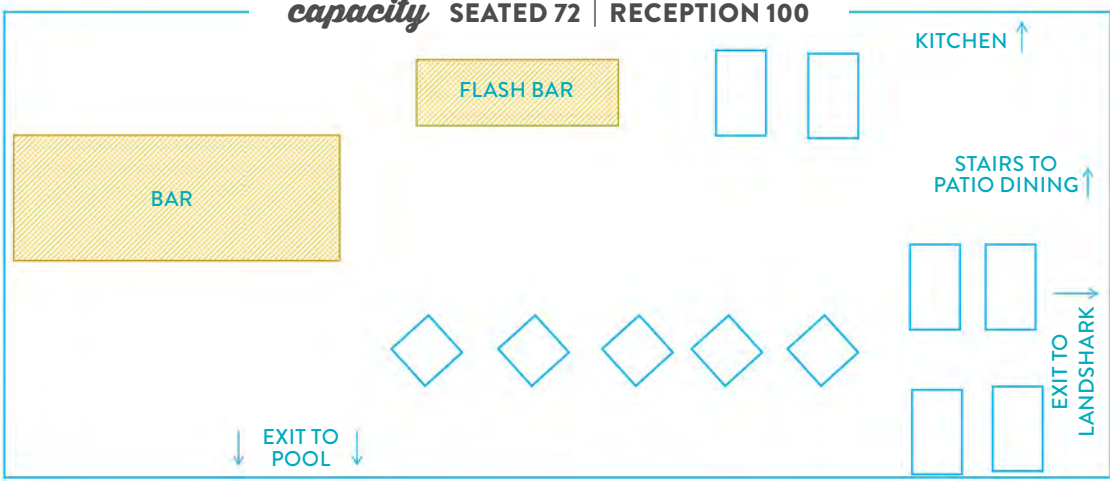 capacity SEATED 72 | RECEPTION 100
KITCHEN
FLASH BAR
STAIRS TO
PATIO DINING
BAR
EXIT TO
LANDSHARK
EXIT TO
POOL